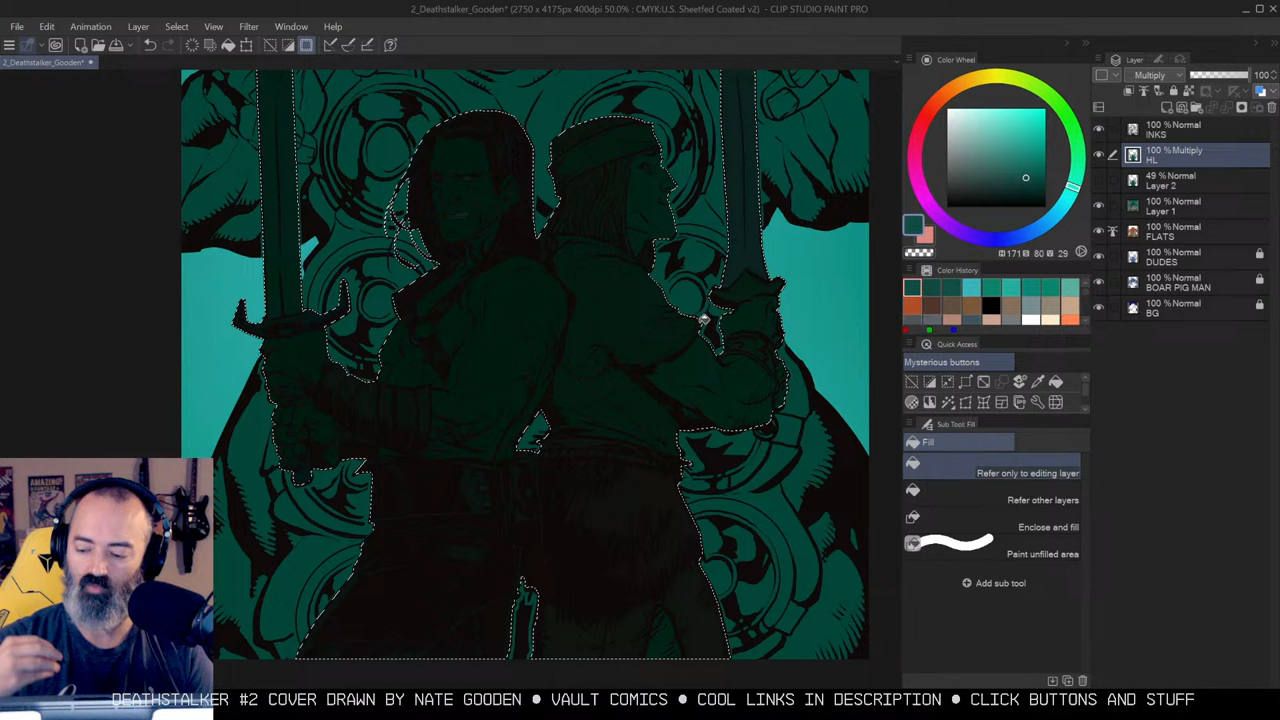 2_Deathstalker_Gooden* (2750 x 4175px 400dpi 50.0% : CMYK:U.S. Sheetfed Coated v2) - CLIP STUDIO PAINT PRO
File Edit Animation Layer Select View Filter Window Help
2_Deathstalker_Gooden*
Color Wheel
H 171 S 80 V 29
Color History
Quick Access
Mysterious buttons
Sub Tool: Fill
Fill
Refer only to editing layer
Refer other layers
Enclose and fill
Paint unfilled area
Add sub tool
Layer
Multiply 100
100 % Normal
INKS
100 % Multiply
HL
49 % Normal
Layer 2
100 % Normal
Layer 1
100 % Normal
FLATS
100 % Normal
DUDES
100 % Normal
BOAR PIG MAN
100 % Normal
BG
AMAZING
DEATHSTALKER #2 COVER DRAWN BY NATE GOODEN • VAULT COMICS • COOL LINKS IN DESCRIPTION • CLICK BUTTONS AND STUFF